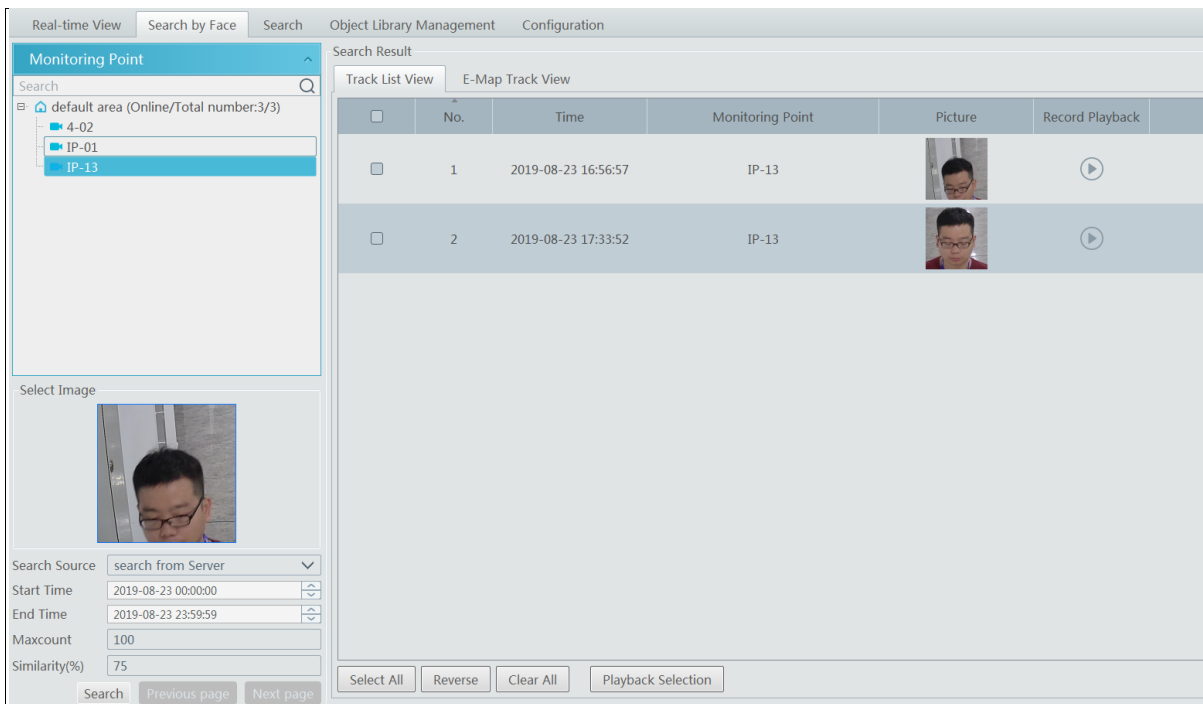 Real-time View Search by Face Search Object Library Management Configuration
Monitoring Point
Search
default area (Online/Total number:3/3)
4-02
IP-01
IP-13
Select Image
Search Source search from Server
Start Time 2019-08-23 00:00:00
End Time 2019-08-23 23:59:59
Maxcount 100
Similarity(%) 75
Search Previous page Next page
Search Result
Track List View E-Map Track View
No. Time Monitoring Point Picture Record Playback
1 2019-08-23 16:56:57 IP-13
2 2019-08-23 17:33:52 IP-13
Select All Reverse Clear All Playback Selection